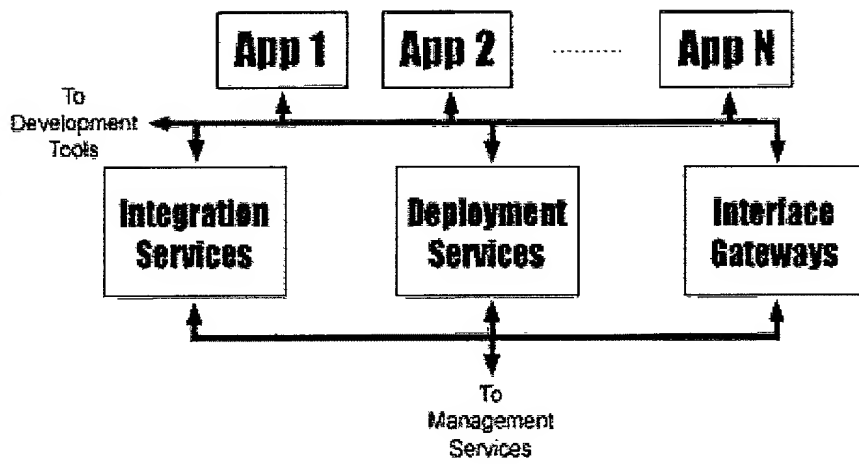 App 1
App 2
App N
To
Development
Tools
Integration
Services
Deployment
Services
Interface
Gateways
To
Management
Services